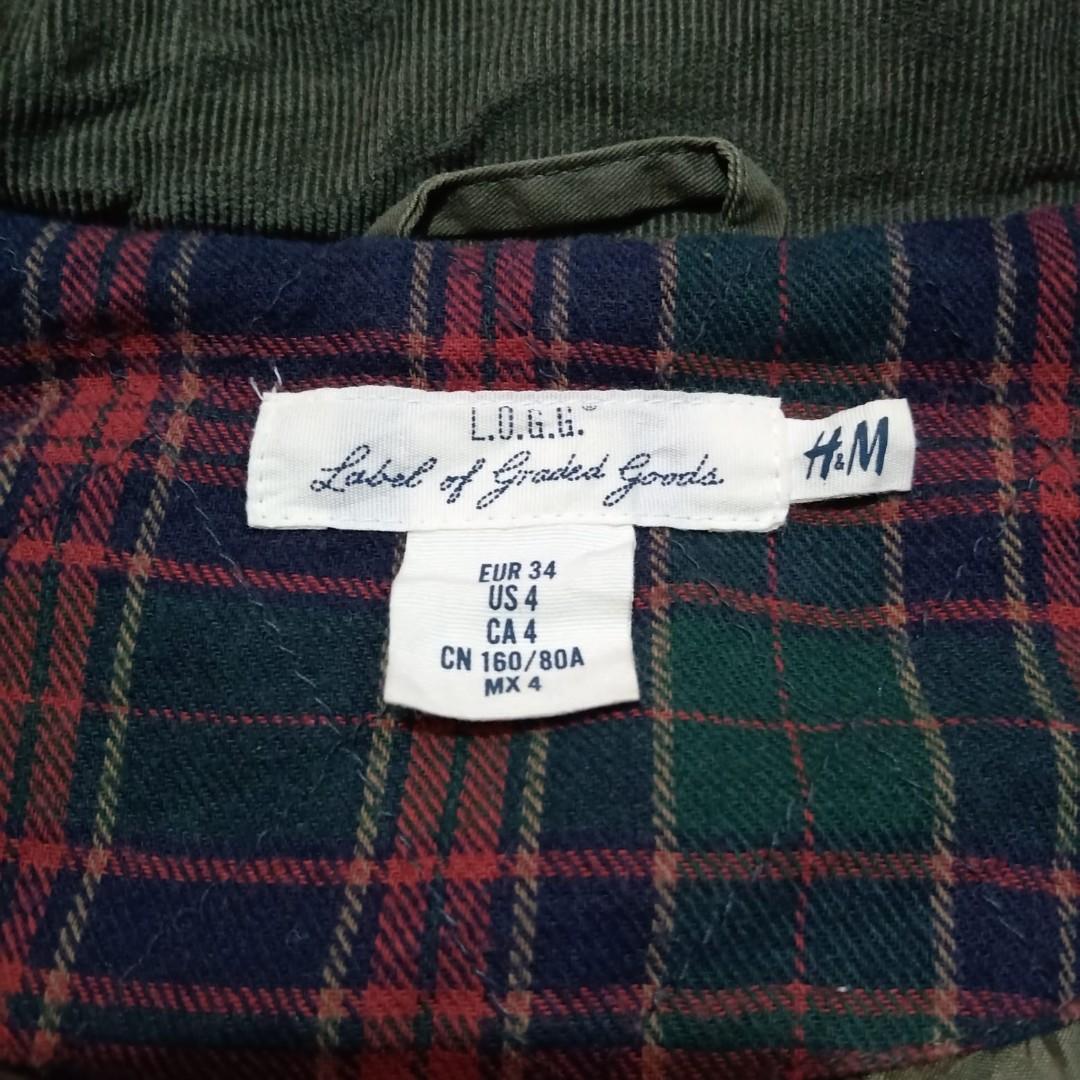 L.O.G.G.®
Label of Graded Goods
H&M
EUR 34
US 4
CA 4
CN 160/80A
MX 4